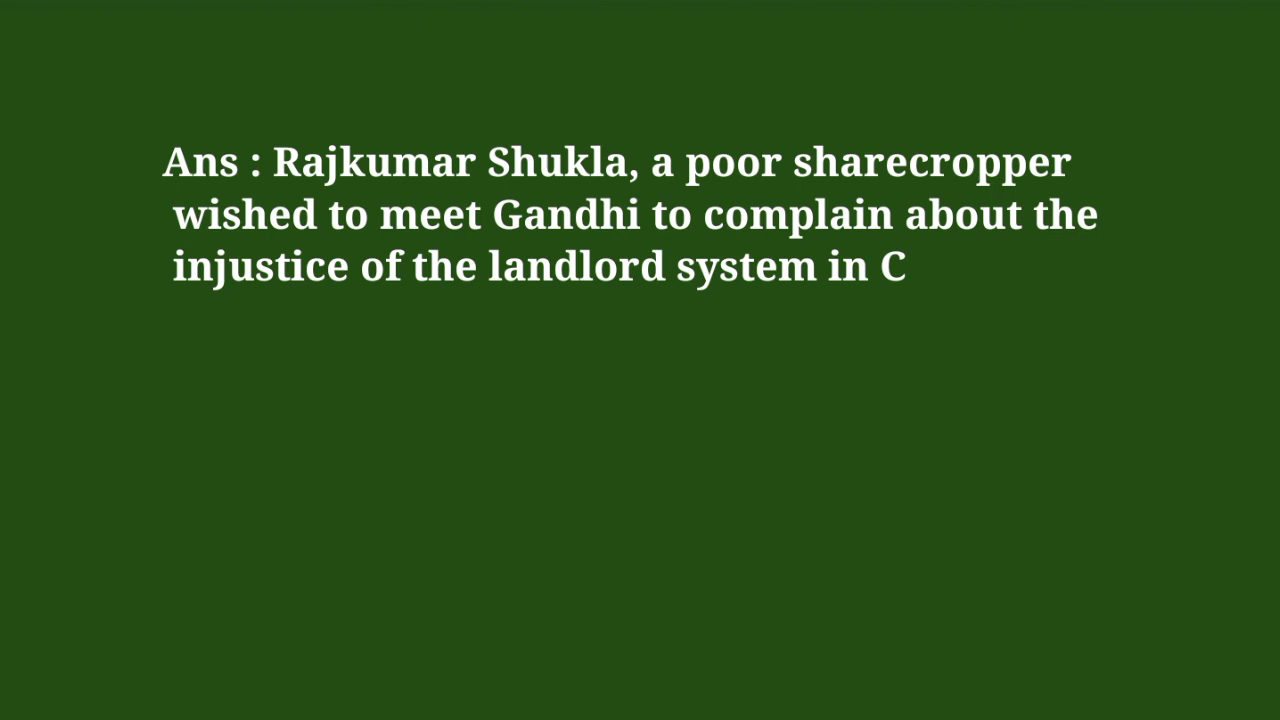 Ans : Rajkumar Shukla, a poor sharecropper
wished to meet Gandhi to complain about the
injustice of the landlord system in C